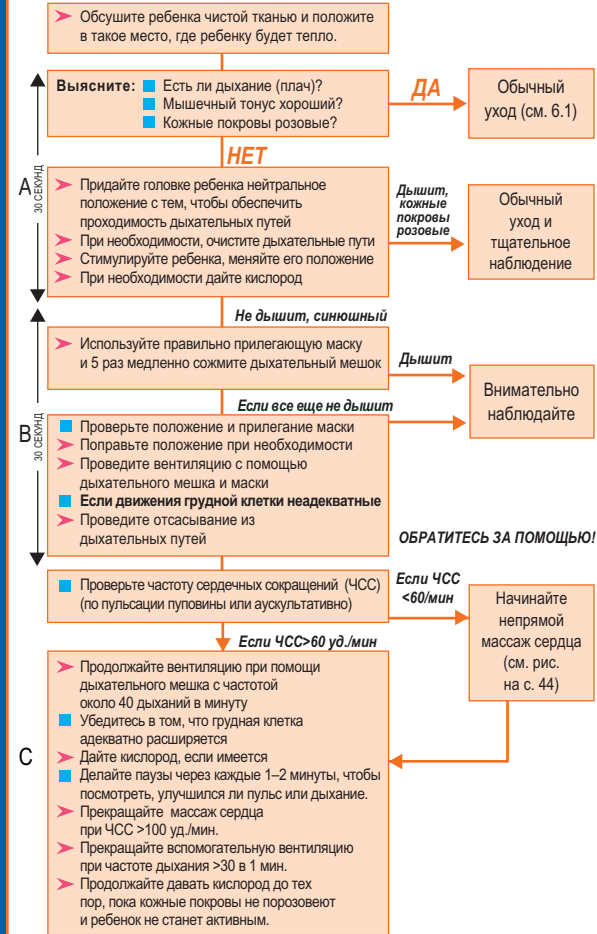 Обсушите ребенка чистой тканью и положите
в такое место, где ребенку будет тепло.
Выясните: Есть ли дыхание (плач)?
Мышечный тонус хороший?
Кожные покровы розовые?
ДА
Обычный
уход (см. 6.1)
НЕТ
A
30 СЕКУНД
Придайте головке ребенка нейтральное
положение с тем, чтобы обеспечить
проходимость дыхательных путей
При необходимости, очистите дыхательные пути
Стимулируйте ребенка, меняйте его положение
При необходимости дайте кислород
Дышит,
кожные
покровы
розовые
Обычный
уход и
тщательное
наблюдение
Не дышит, синюшный
Используйте правильно прилегающую маску
и 5 раз медленно сожмите дыхательный мешок
Дышит
Внимательно
наблюдайте
Если все еще не дышит
B
30 СЕКУНД
Проверьте положение и прилегание маски
Поправьте положение при необходимости
Проведите вентиляцию с помощью
дыхательного мешка и маски
Если движения грудной клетки неадекватные
Проведите отсасывание из
дыхательных путей
ОБРАТИТЕСЬ ЗА ПОМОЩЬЮ!
Проверьте частоту сердечных сокращений (ЧСС)
(по пульсации пуповины или аускультативно)
Если ЧСС
<60/мин
Начинайте
непрямой
массаж сердца
(см. рис.
на с. 44)
Если ЧСС>60 уд./мин
C
Продолжайте вентиляцию при помощи
дыхательного мешка с частотой
около 40 дыханий в минуту
Убедитесь в том, что грудная клетка
адекватно расширяется
Дайте кислород, если имеется
Делайте паузы через каждые 1–2 минуты, чтобы
посмотреть, улучшился ли пульс или дыхание.
Прекращайте массаж сердца
при ЧСС >100 уд./мин.
Прекращайте вспомогательную вентиляцию
при частоте дыхания >30 в 1 мин.
Продолжайте давать кислород до тех
пор, пока кожные покровы не порозовеют
и ребенок не станет активным.